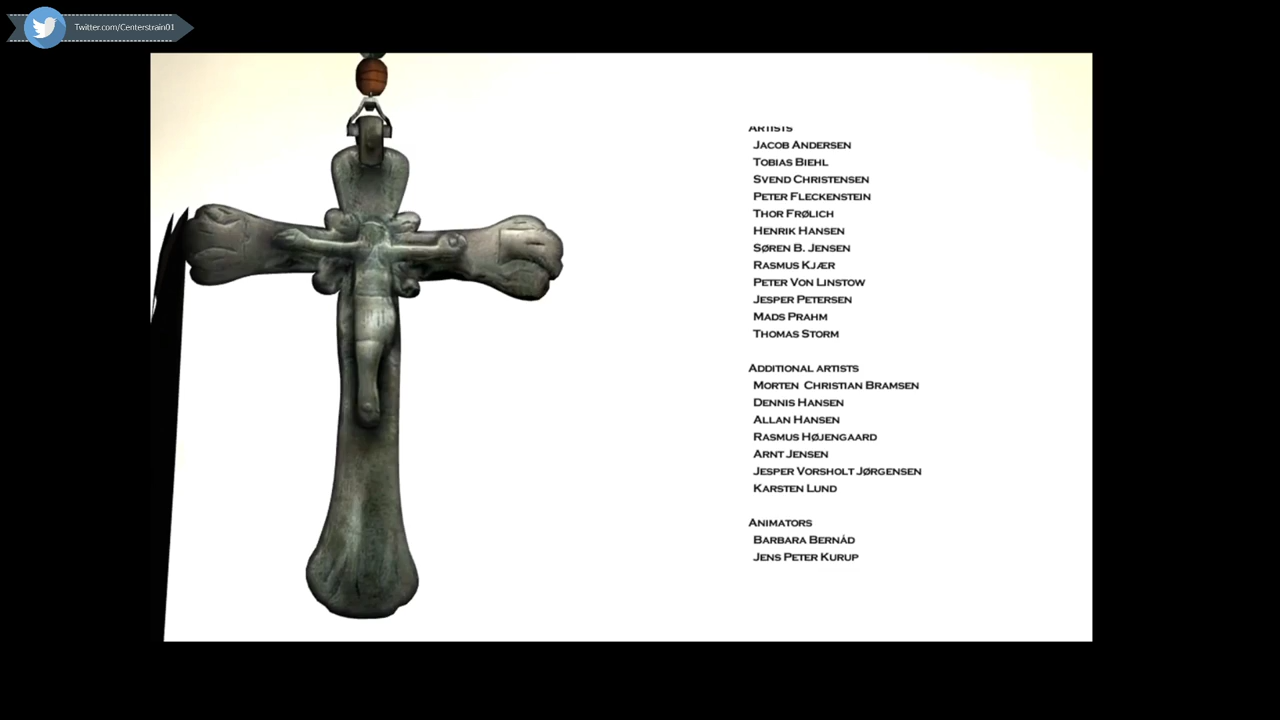 Twitter.com/Centerstrain01
ARTISTS
JACOB ANDERSEN
TOBIAS BIEHL
SVEND CHRISTENSEN
PETER FLECKENSTEIN
THOR FRØLICH
HENRIK HANSEN
SØREN B. JENSEN
RASMUS KJÆR
PETER VON LINSTOW
JESPER PETERSEN
MADS PRAHM
THOMAS STORM
ADDITIONAL ARTISTS
MORTEN CHRISTIAN BRAMSEN
DENNIS HANSEN
ALLAN HANSEN
RASMUS HØJENGAARD
ARNT JENSEN
JESPER VORSHOLT JØRGENSEN
KARSTEN LUND
ANIMATORS
BARBARA BERNÁD
JENS PETER KURUP